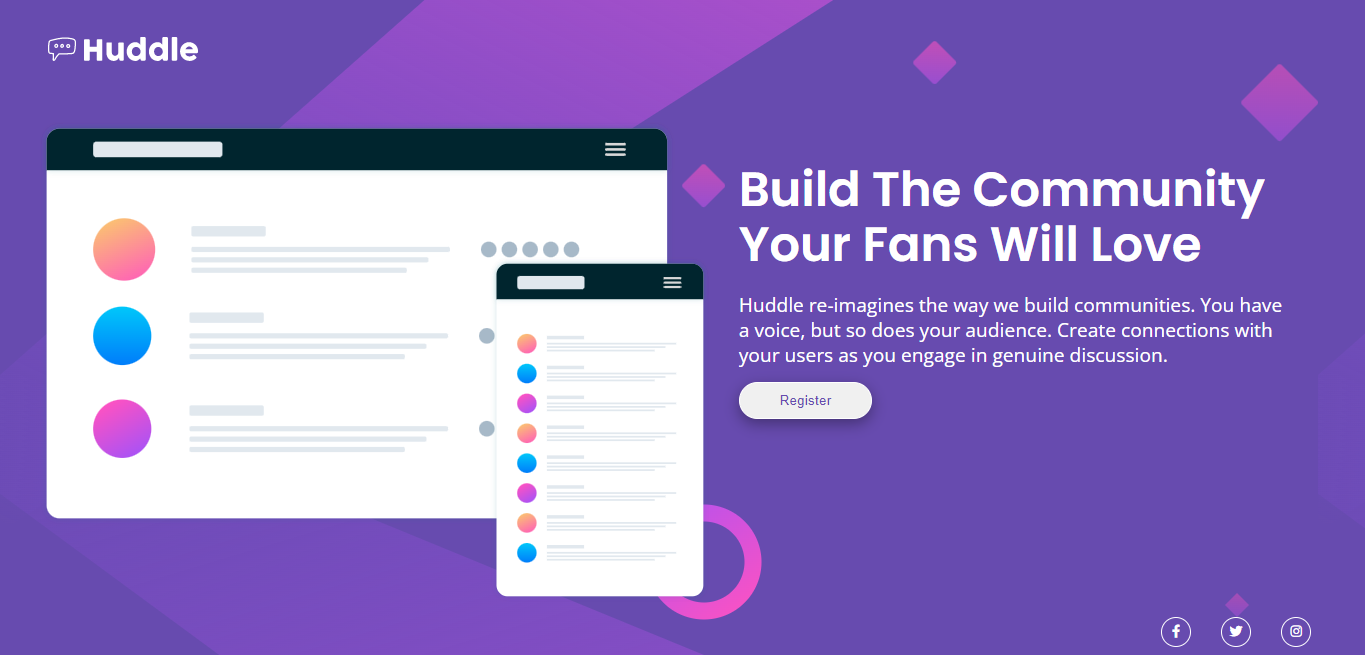 Huddle
Build The Community
Your Fans Will Love
Huddle re-imagines the way we build communities. You have
a voice, but so does your audience. Create connections with
your users as you engage in genuine discussion.
Register